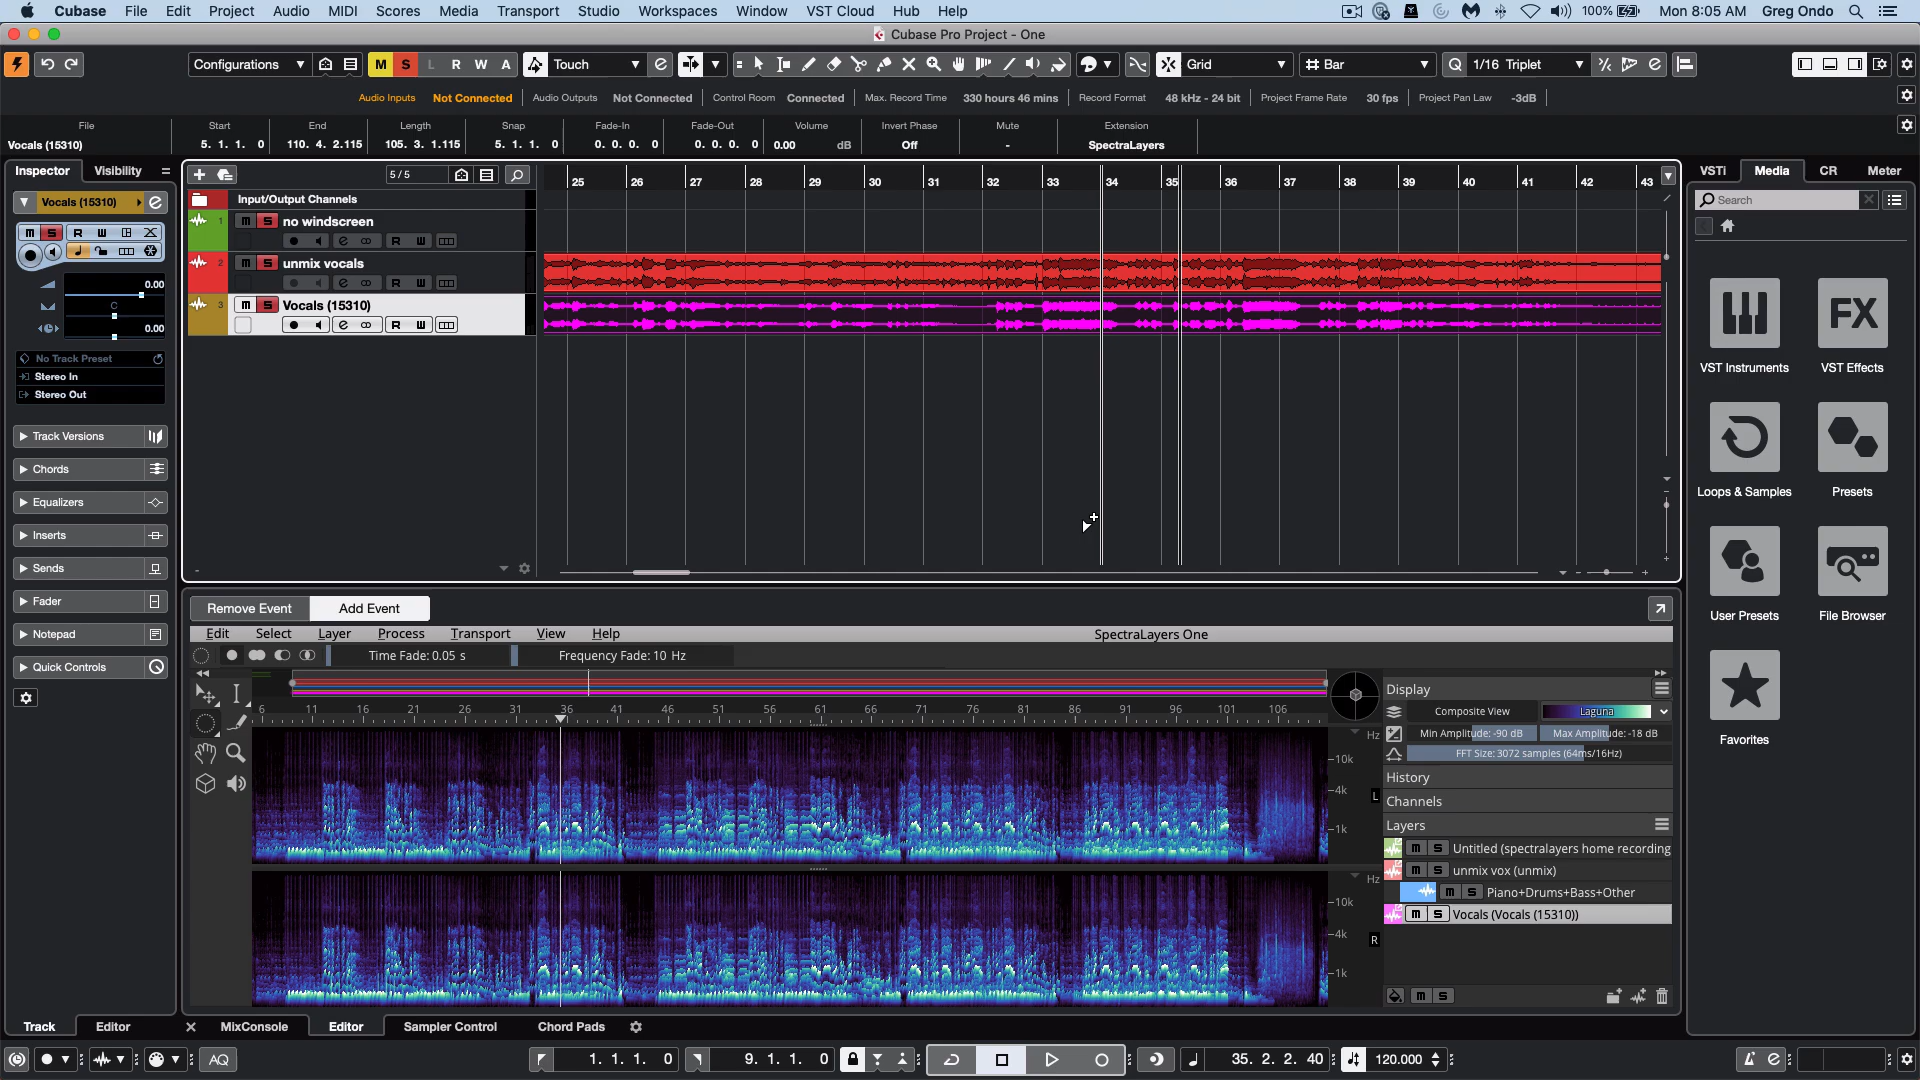 Cubase File Edit Project Audio MIDI Scores Media Transport Studio Workspaces Window VST Cloud Hub Help 100% Mon 8:05 AM Greg Ondo
Cubase Pro Project - One
Configurations M S L R W A Touch Grid Bar Q 1/16 Triplet
Audio Inputs Not Connected Audio Outputs Not Connected Control Room Connected Max. Record Time 330 hours 46 mins Record Format 48 kHz - 24 bit Project Frame Rate 30 fps Project Pan Law -3dB
File Start End Length Snap Fade-In Fade-Out Volume Invert Phase Mute Extension
Vocals (15310) 5. 1. 1. 0 110. 4. 2.115 105. 3. 1.115 5. 1. 1. 0 0. 0. 0. 0 0. 0. 0. 0 0.00 dB Off - SpectraLayers
Inspector Visibility
Vocals (15310)
M S R W
0.00
C
0.00
No Track Preset
Stereo In
Stereo Out
Track Versions
Chords
Equalizers
Inserts
Sends
Fader
Notepad
Quick Controls
5 / 5
25 26 27 28 29 30 31 32 33 34 35 36 37 38 39 40 41 42 43
Input/Output Channels
1 M S no windscreen
R W
2 M S unmix vocals
R W
3 M S Vocals (15310)
R W
VSTi Media CR Meter
Search
VST Instruments VST Effects
Loops & Samples Presets
User Presets File Browser
Favorites
Remove Event Add Event
Edit Select Layer Process Transport View Help SpectraLayers One
Time Fade: 0.05 s Frequency Fade: 10 Hz
6 11 16 21 26 31 36 41 46 51 56 61 66 71 76 81 86 91 96 101 106
Hz
10k
4k
1k
L
Hz
10k
4k
1k
R
Display
Composite View Laguna
Min Amplitude: -90 dB Max Amplitude: -18 dB
FFT Size: 3072 samples (64ms/16Hz)
History
Channels
Layers
M S Untitled (spectralayers home recording
M S unmix vox (unmix)
M S Piano+Drums+Bass+Other
M S Vocals (Vocals (15310))
M S
Track Editor MixConsole Editor Sampler Control Chord Pads
AQ 1. 1. 1. 0 9. 1. 1. 0 35. 2. 2. 40 120.000